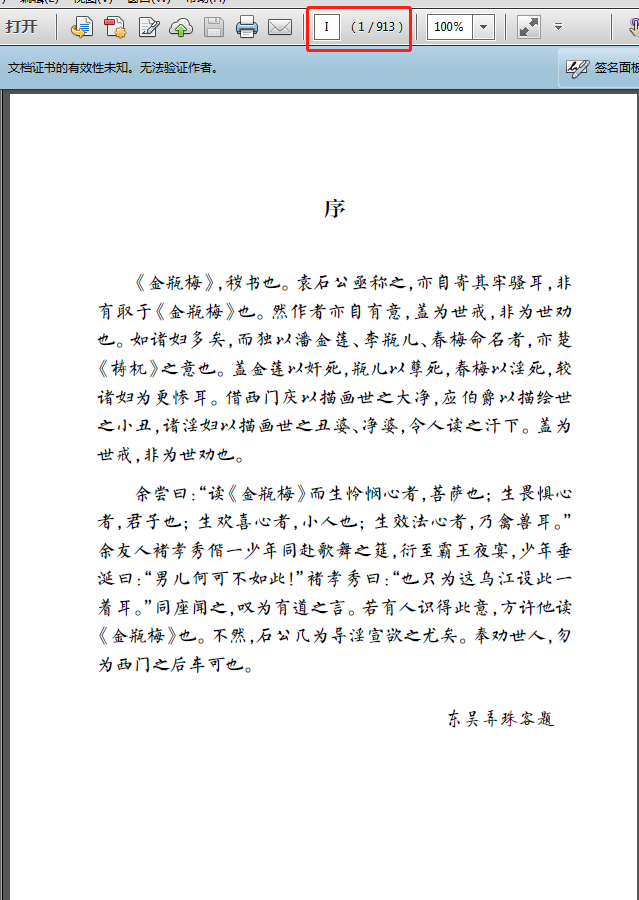 编辑(E) 视图(V) 窗口(W) 帮助(H)
打开 I (1 / 913) 100%
文档证书的有效性未知。无法验证作者。 签名面板
序
《金瓶梅》,秽书也。袁石公亟称之,亦自寄其牢骚耳,非
有取于《金瓶梅》也。然作者亦自有意,盖为世戒,非为世劝
也。如诸妇多矣,而独以潘金莲、李瓶儿、春梅命名者,亦楚
《梼杌》之意也。盖金莲以奸死,瓶儿以孽死,春梅以淫死,较
诸妇为更惨耳。借西门庆以描画世之大净,应伯爵以描绘世
之小丑,诸淫妇以描画世之丑婆、净婆,令人读之汗下。盖为
世戒,非为世劝也。
余尝曰:“读《金瓶梅》而生怜悯心者,菩萨也; 生畏惧心
者,君子也; 生欢喜心者,小人也; 生效法心者,乃禽兽耳。”
余友人褚孝秀偕一少年同赴歌舞之筵,衍至霸王夜宴,少年垂
涎曰:“男儿何可不如此!”褚孝秀曰:“也只为这乌江设此一
着耳。”同座闻之,叹为有道之言。若有人识得此意,方许他读
《金瓶梅》也。不然,石公几为导淫宣欲之尤矣。奉劝世人,勿
为西门之后车可也。
东吴弄珠客题